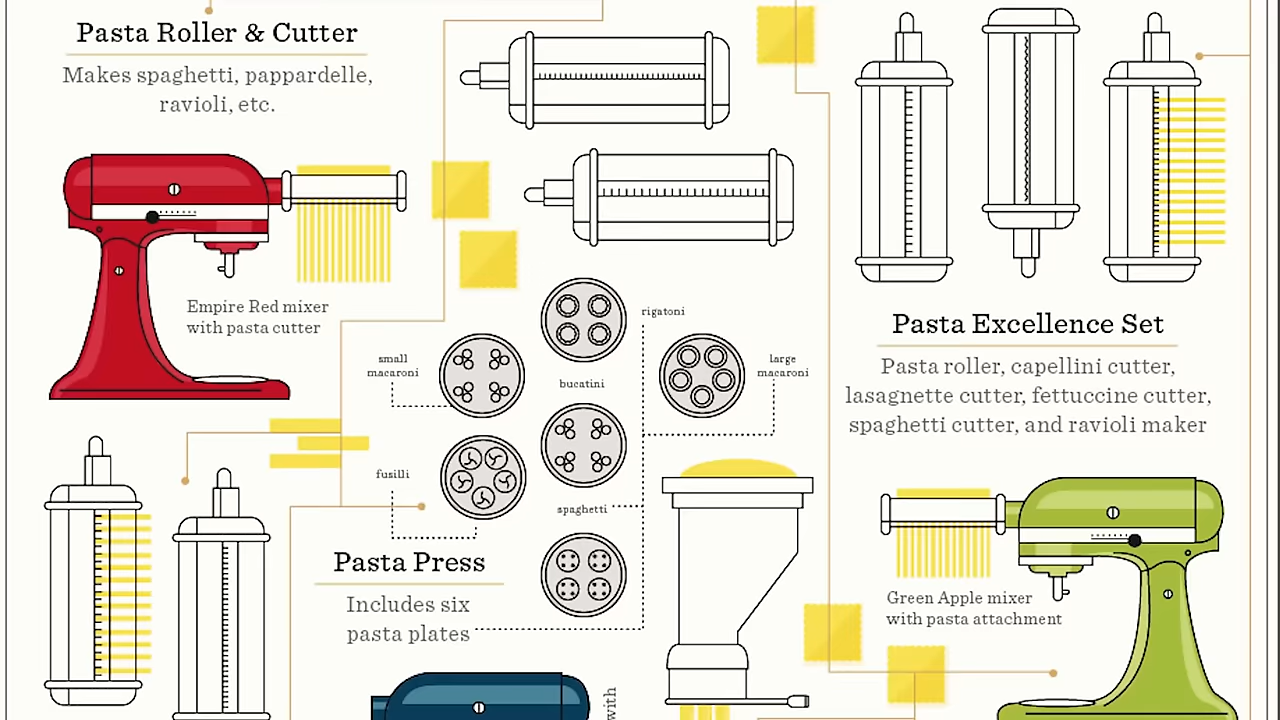 Pasta Roller & Cutter
Makes spaghetti, pappardelle,
ravioli, etc.
Empire Red mixer
with pasta cutter
rigatoni
small
macaroni
large
macaroni
bucatini
fusilli
spaghetti
Pasta Press
Includes six
pasta plates
Pasta Excellence Set
Pasta roller, capellini cutter,
lasagnette cutter, fettuccine cutter,
spaghetti cutter, and ravioli maker
Green Apple mixer
with pasta attachment
with